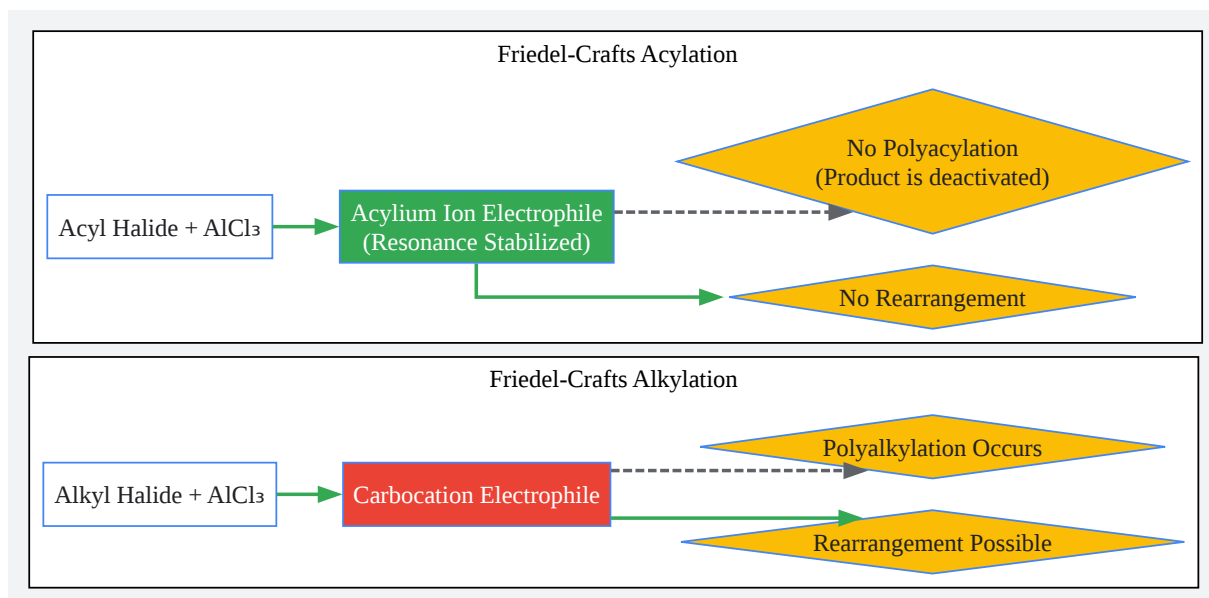 Friedel-Crafts Acylation
No Polyacylation
(Product is deactivated)
Acyl Halide + AlCl₃
Acylium Ion Electrophile
(Resonance Stabilized)
No Rearrangement
Friedel-Crafts Alkylation
Polyalkylation Occurs
Alkyl Halide + AlCl₃
Carbocation Electrophile
Rearrangement Possible